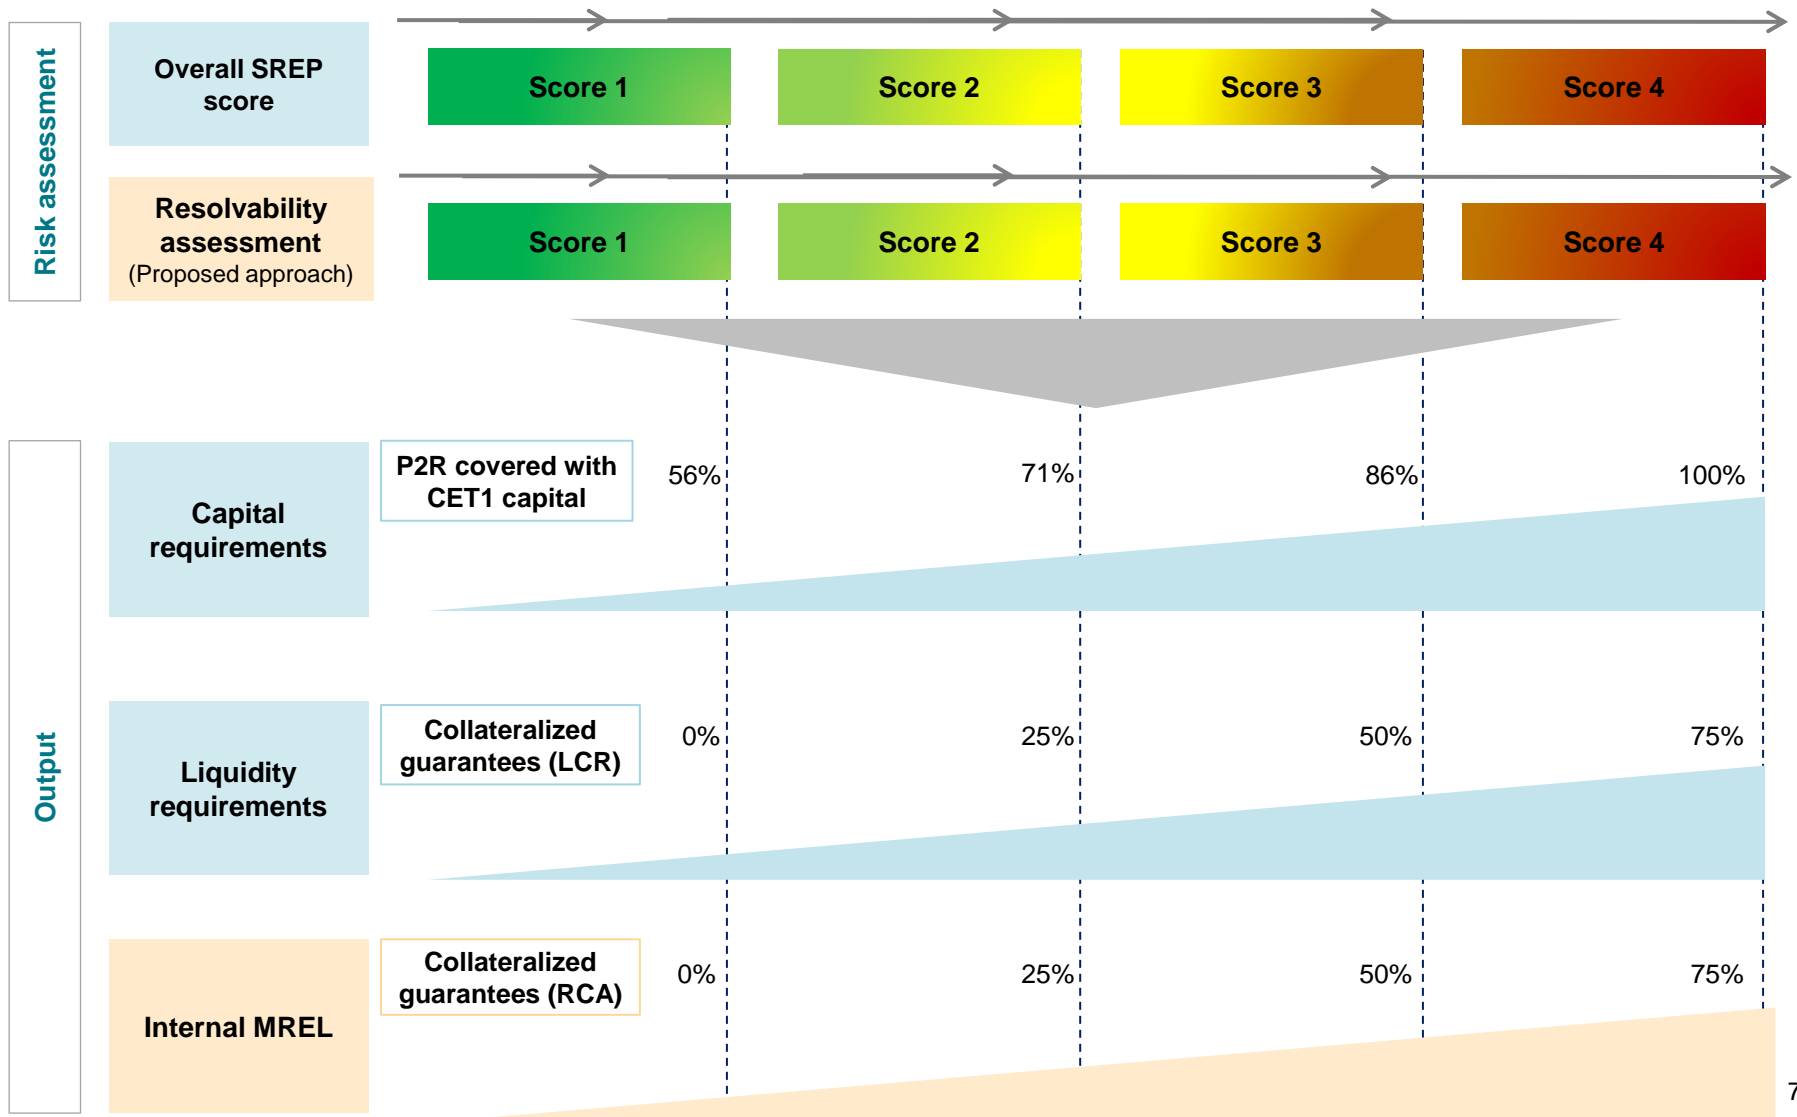 Risk assessment
Overall SREP
score
Score 1
Score 2
Score 3
Score 4
Resolvability
assessment
(Proposed approach)
Score 1
Score 2
Score 3
Score 4
Output
Capital
requirements
P2R covered with
CET1 capital
56%
71%
86%
100%
Liquidity
requirements
Collateralized
guarantees (LCR)
0%
25%
50%
75%
Internal MREL
Collateralized
guarantees (RCA)
0%
25%
50%
75%
7